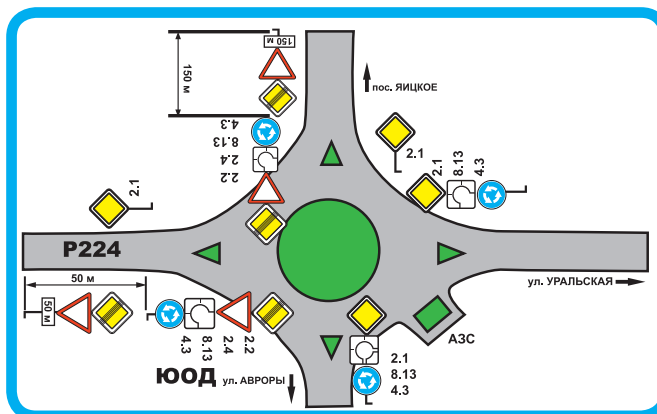 150 м
150 м
пос. ЯИЦКОЕ
4.3
8.13
2.4
2.2
2.1
2.1
8.13
4.3
2.1
Р224
50 м
ул. УРАЛЬСКАЯ
50 м
4.3
8.13
2.4
2.2
АЗС
2.1
8.13
4.3
ЮОД ул. АВРОРЫ